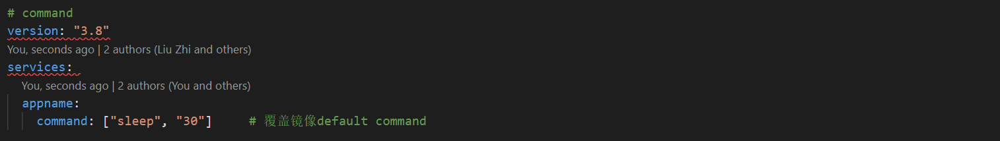 # command
version: "3.8"
You, seconds ago | 2 authors (Liu Zhi and others)
services:
You, seconds ago | 2 authors (You and others)
appname:
command: ["sleep", "30"]     # 覆盖镜像default command